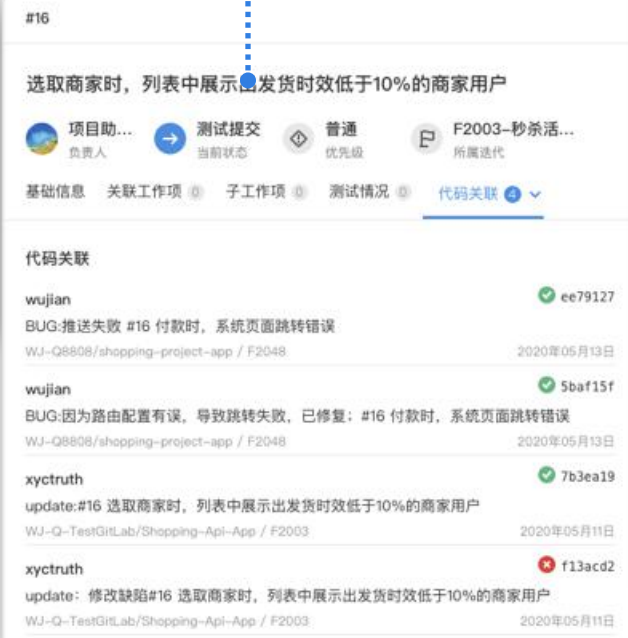 #16
选取商家时，列表中展示出发货时效低于10%的商家用户
项目助... 测试提交 普通 F2003-秒杀活...
负责人 当前状态 优先级 所属迭代
基础信息 关联工作项 0 子工作项 0 测试情况 0 代码关联 4
代码关联
wujian ee79127
BUG:推送失败 #16 付款时，系统页面跳转错误
WJ-Q8808/shopping-project-app / F2048 2020年05月13日
wujian 5baf15f
BUG:因为路由配置有误，导致跳转失败，已修复；#16 付款时，系统页面跳转错误
WJ-Q8808/shopping-project-app / F2048 2020年05月13日
xyctruth 7b3ea19
update:#16 选取商家时，列表中展示出发货时效低于10%的商家用户
WJ-Q-TestGitLab/Shopping-Api-App / F2003 2020年05月11日
xyctruth f13acd2
update：修改缺陷#16 选取商家时，列表中展示出发货时效低于10%的商家用户
WJ-Q-TestGitLab/Shopping-Api-App / F2003 2020年05月11日